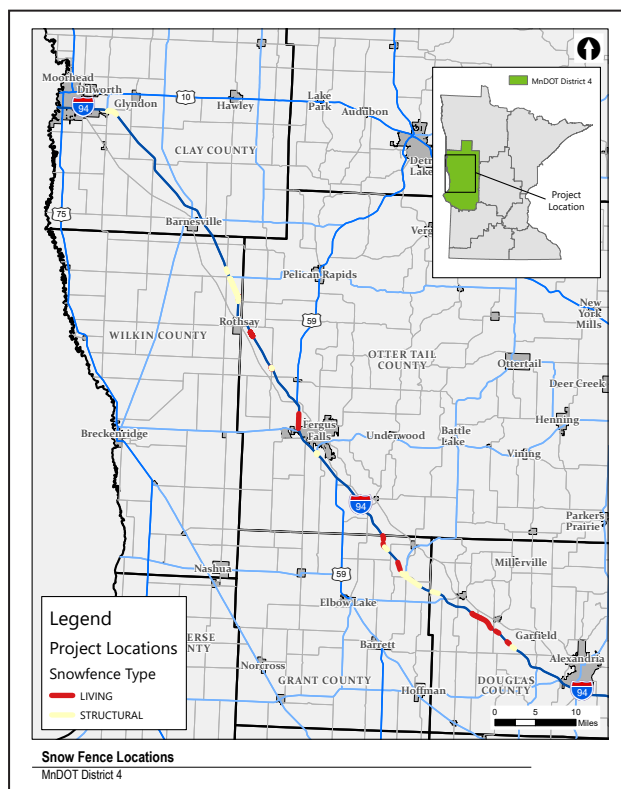 Moorhead
Dilworth
94
Glyndon
10
Hawley
Lake
Park
Audubon
CLAY COUNTY
75
Barnesville
Pelican Rapids
59
Rothsay
WILKIN COUNTY
OTTER TAIL
COUNTY
New
York
Mills
Ottertail
Deer Creek
Henning
Fergus
Falls
Underwood
Battle
Lake
Vining
Breckenridge
94
Parkers
Prairie
Nashua
59
Millerville
Elbow Lake
Garfield
Barrett
Alexandria
Norcross
GRANT COUNTY
Hoffman
DOUGLAS
COUNTY
94
MnDOT District 4
Project
Location
Legend
Project Locations
Snowfence Type
LIVING
STRUCTURAL
0 5 10
Miles
Snow Fence Locations
MnDOT District 4